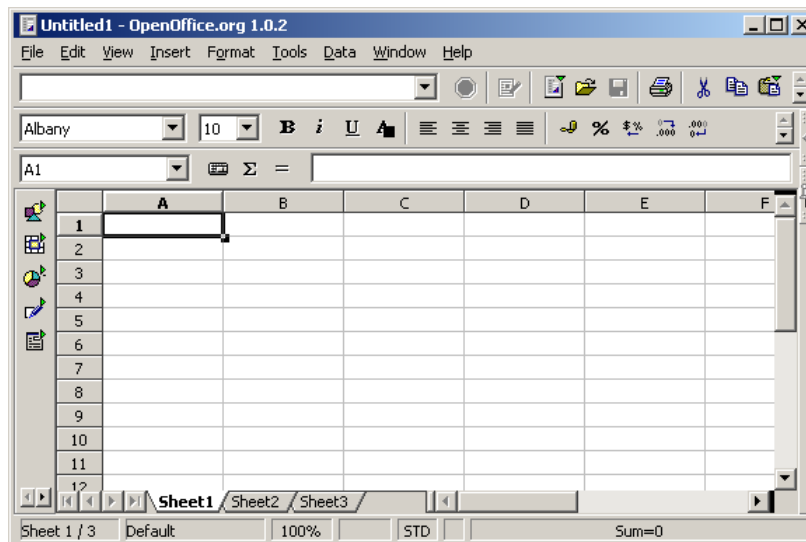 Untitled1 - OpenOffice.org 1.0.2
File Edit View Insert Format Tools Data Window Help
Albany 10 B i U A % $% .000 .000
A1 Σ =
A B C D E F
1
2
3
4
5
6
7
8
9
10
11
12
Sheet1 Sheet2 Sheet3
Sheet 1 / 3 Default 100% STD Sum=0